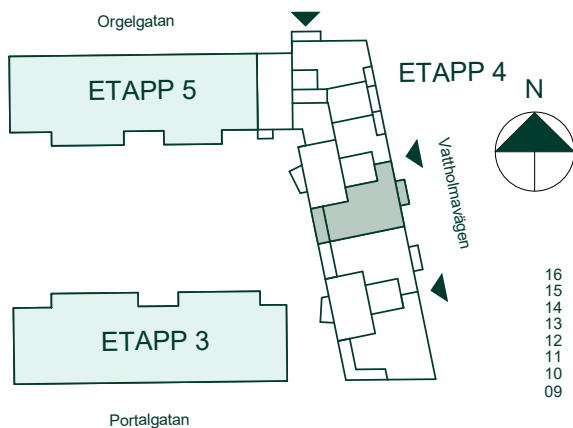 Orgelgatan
ETAPP 5
ETAPP 4
N
Vattholmavägen
ETAPP 3
16
15
14
13
12
11
10
09
Portalgatan